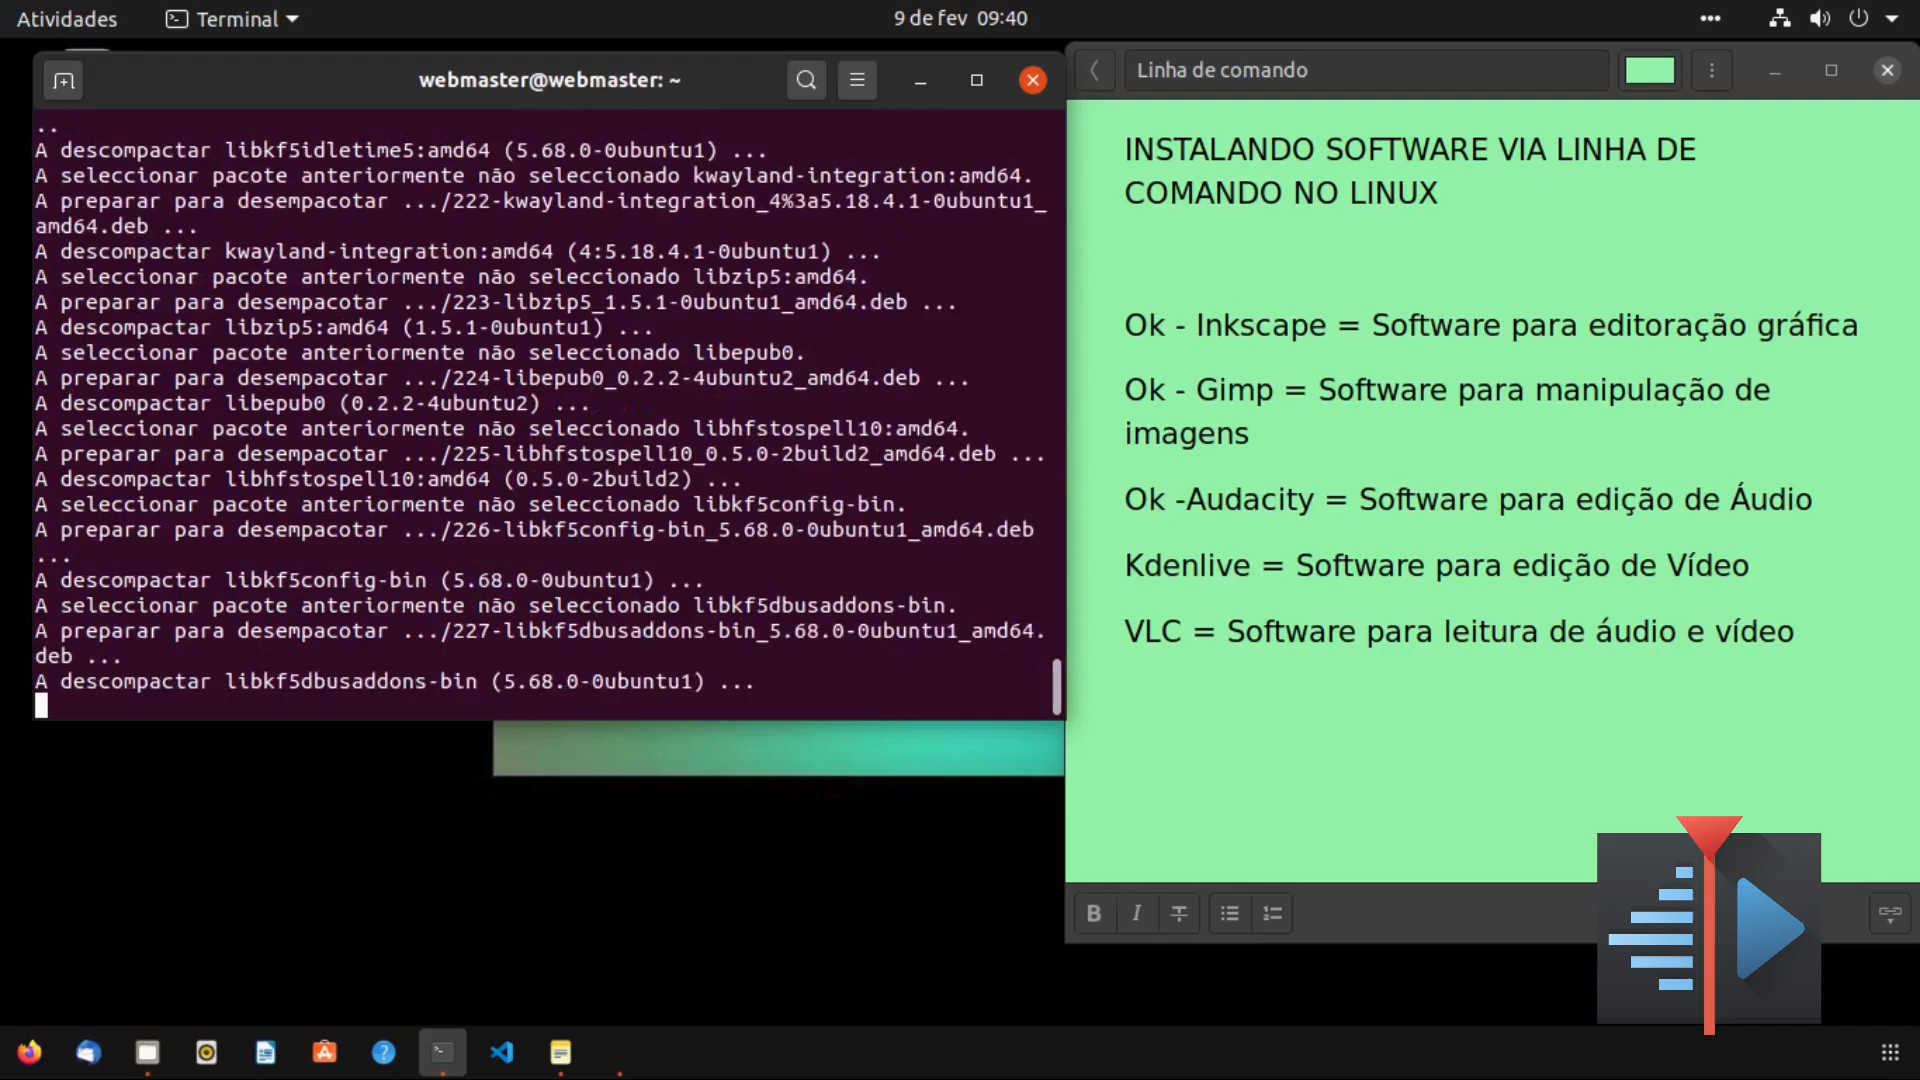 Atividades
Terminal
9 de fev 09:40
webmaster@webmaster: ~
..
A descompactar libkf5idletime5:amd64 (5.68.0-0ubuntu1) ...
A seleccionar pacote anteriormente não seleccionado kwayland-integration:amd64.
A preparar para desempacotar .../222-kwayland-integration_4%3a5.18.4.1-0ubuntu1_
amd64.deb ...
A descompactar kwayland-integration:amd64 (4:5.18.4.1-0ubuntu1) ...
A seleccionar pacote anteriormente não seleccionado libzip5:amd64.
A preparar para desempacotar .../223-libzip5_1.5.1-0ubuntu1_amd64.deb ...
A descompactar libzip5:amd64 (1.5.1-0ubuntu1) ...
A seleccionar pacote anteriormente não seleccionado libepub0.
A preparar para desempacotar .../224-libepub0_0.2.2-4ubuntu2_amd64.deb ...
A descompactar libepub0 (0.2.2-4ubuntu2) ...
A seleccionar pacote anteriormente não seleccionado libhfstospell10:amd64.
A preparar para desempacotar .../225-libhfstospell10_0.5.0-2build2_amd64.deb ...
A descompactar libhfstospell10:amd64 (0.5.0-2build2) ...
A seleccionar pacote anteriormente não seleccionado libkf5config-bin.
A preparar para desempacotar .../226-libkf5config-bin_5.68.0-0ubuntu1_amd64.deb
...
A descompactar libkf5config-bin (5.68.0-0ubuntu1) ...
A seleccionar pacote anteriormente não seleccionado libkf5dbusaddons-bin.
A preparar para desempacotar .../227-libkf5dbusaddons-bin_5.68.0-0ubuntu1_amd64.
deb ...
A descompactar libkf5dbusaddons-bin (5.68.0-0ubuntu1) ...
Linha de comando
INSTALANDO SOFTWARE VIA LINHA DE
COMANDO NO LINUX
Ok - Inkscape = Software para editoração gráfica
Ok - Gimp = Software para manipulação de
imagens
Ok -Audacity = Software para edição de Áudio
Kdenlive = Software para edição de Vídeo
VLC = Software para leitura de áudio e vídeo
B I